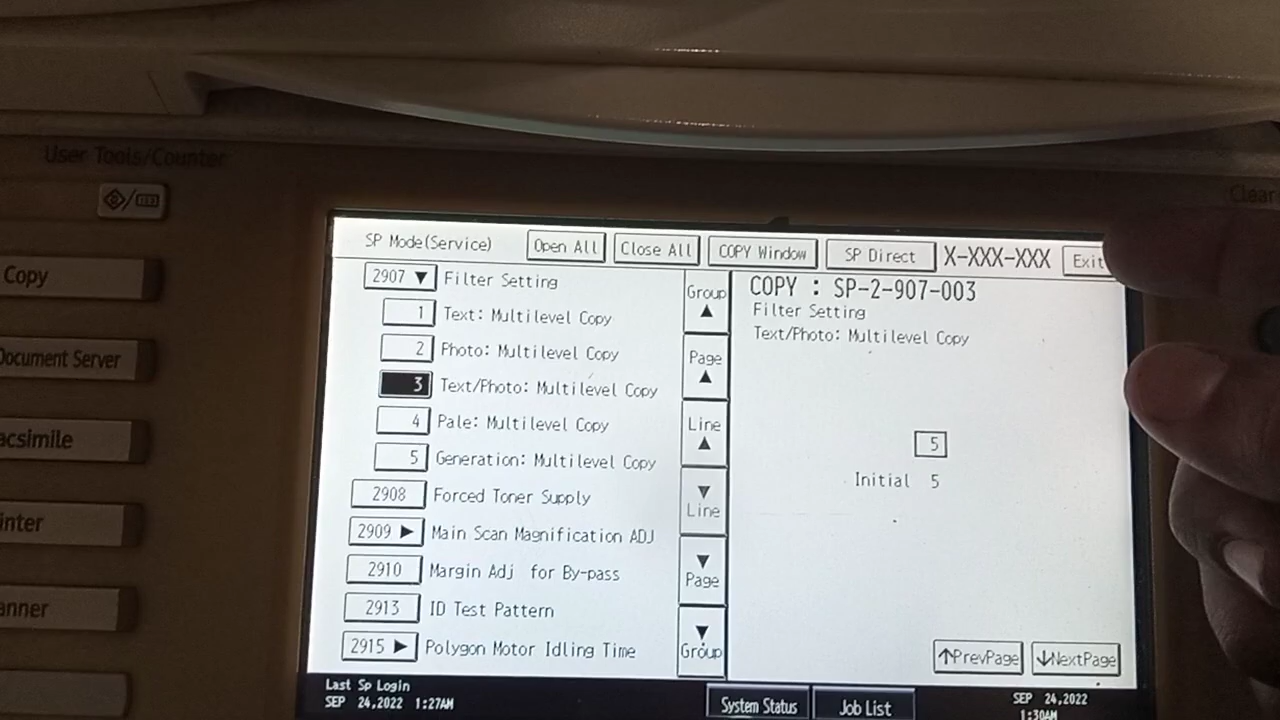 User Tools/Counter
Clear
Copy
Document Server
acsimile
inter
anner
SP Mode(Service) Open All Close All COPY Window SP Direct X-XXX-XXX Exit
2907 ▼ Filter Setting
1 Text: Multilevel Copy
2 Photo: Multilevel Copy
3 Text/Photo: Multilevel Copy
4 Pale: Multilevel Copy
5 Generation: Multilevel Copy
2908 Forced Toner Supply
2909 ▶ Main Scan Magnification ADJ
2910 Margin Adj for By-pass
2913 ID Test Pattern
2915 ▶ Polygon Motor Idling Time
Group
▲
Page
▲
Line
▲
▼
Line
▼
Page
▼
Group
COPY : SP-2-907-003
Filter Setting
Text/Photo: Multilevel Copy
5
Initial 5
↑PrevPage ↓NextPage
Last Sp Login
SEP 24,2022 1:27AM
System Status Job List
SEP 24,2022
1:30AM